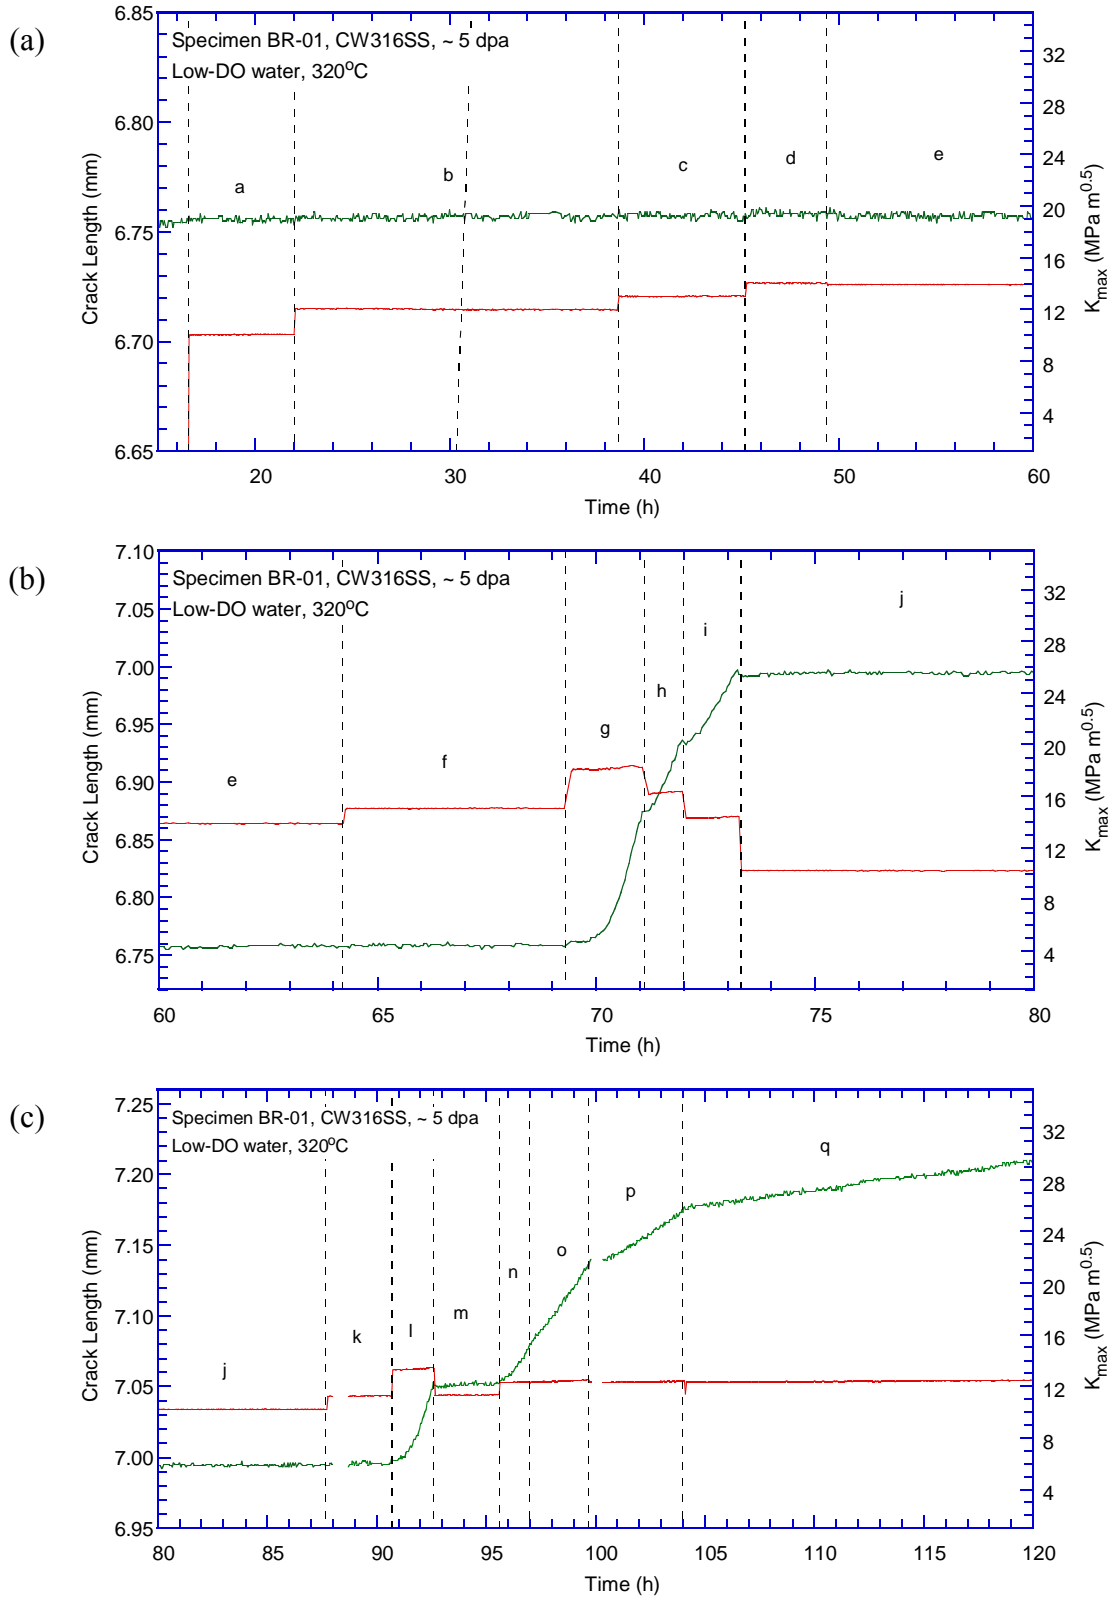 (a)
Specimen BR-01, CW316SS, ~ 5 dpa
Low-DO water, 320°C
6.85
6.80
6.75
6.70
6.65
Crack Length (mm)
a
b
c
d
e
32
28
24
20
16
12
8
4
Kmax (MPa m0.5)
20
30
40
50
60
Time (h)
(b)
Specimen BR-01, CW316SS, ~ 5 dpa
Low-DO water, 320°C
7.10
7.05
7.00
6.95
6.90
6.85
6.80
6.75
Crack Length (mm)
e
f
g
h
i
j
32
28
24
20
16
12
8
4
Kmax (MPa m0.5)
60
65
70
75
80
Time (h)
(c)
Specimen BR-01, CW316SS, ~ 5 dpa
Low-DO water, 320°C
7.25
7.20
7.15
7.10
7.05
7.00
6.95
Crack Length (mm)
j
k
l
m
n
o
p
q
32
28
24
20
16
12
8
4
Kmax (MPa m0.5)
80
85
90
95
100
105
110
115
120
Time (h)